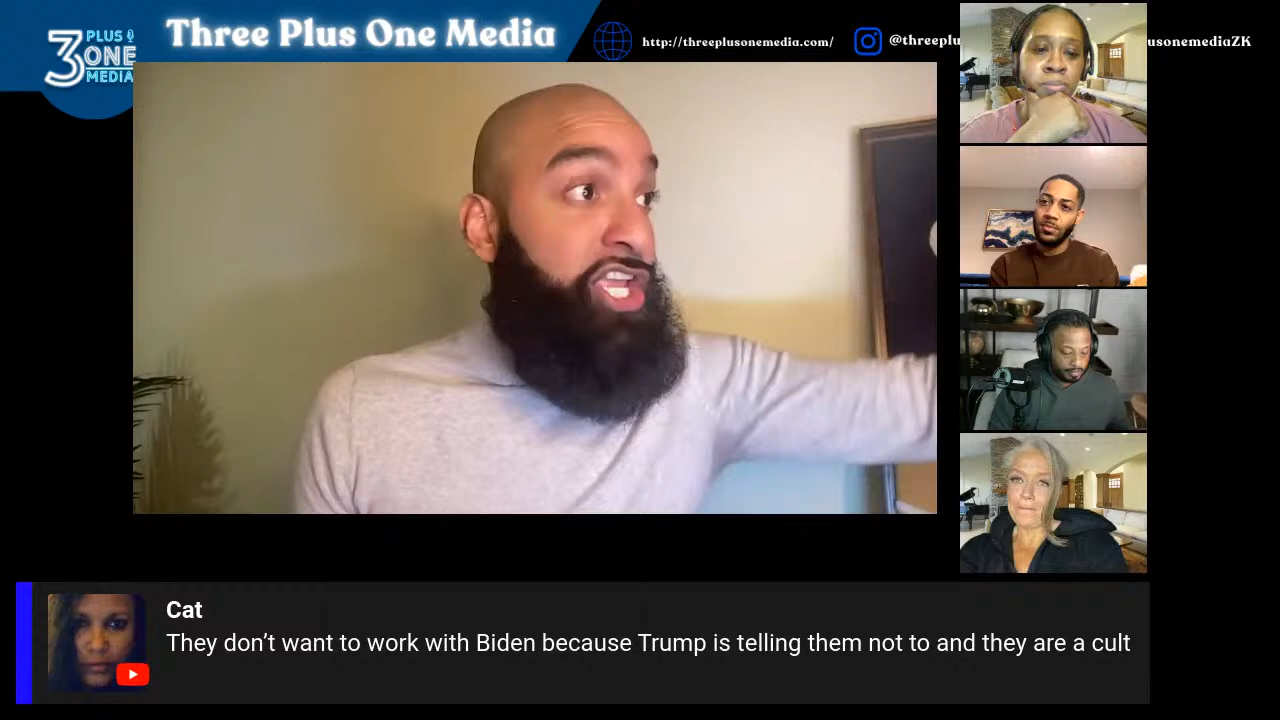 3 PLUS ONE MEDIA
Three Plus One Media
http://threeplusonemedia.com/
@threeplu
usonemediaZK
Cat
They don’t want to work with Biden because Trump is telling them not to and they are a cult